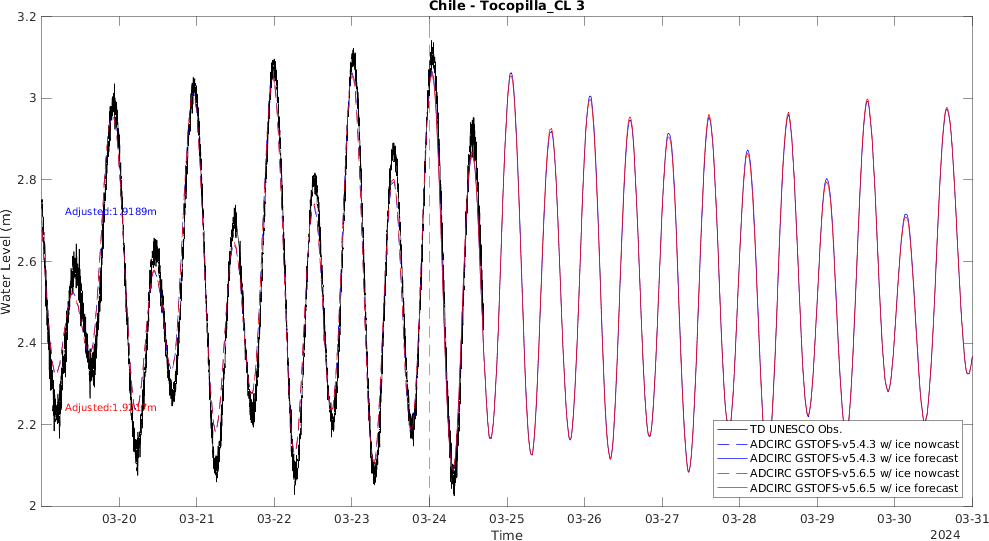 Chile - Tocopilla_CL 3
3.2
3
2.8
2.6
2.4
2.2
2
Water Level (m)
Adjusted:1.9189m
03-20
03-21
03-22
03-23
03-24
03-25
03-26
03-27
03-28
03-29
03-30
03-31
Time
2024
TD UNESCO Obs.
ADCIRC GSTOFS-v5.4.3 w/ ice nowcast
ADCIRC GSTOFS-v5.4.3 w/ ice forecast
ADCIRC GSTOFS-v5.6.5 w/ ice nowcast
ADCIRC GSTOFS-v5.6.5 w/ ice forecast